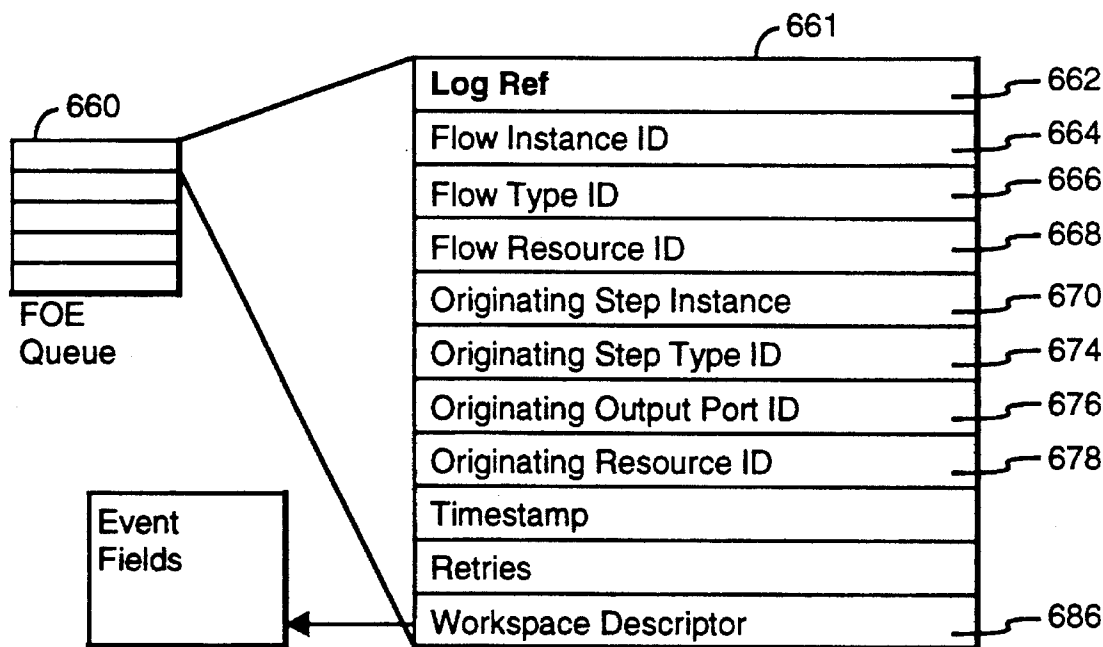 661
660
Log Ref 662
Flow Instance ID 664
Flow Type ID 666
Flow Resource ID 668
Originating Step Instance 670
Originating Step Type ID 674
Originating Output Port ID 676
Originating Resource ID 678
Timestamp
Retries
Workspace Descriptor 686
FOE
Queue
Event
Fields